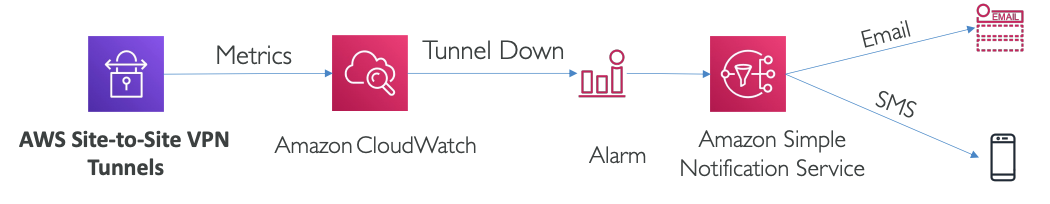 Metrics
Tunnel Down
Email
EMAIL
SMS
AWS Site-to-Site VPN
Tunnels
Amazon CloudWatch
Alarm
Amazon Simple
Notification Service